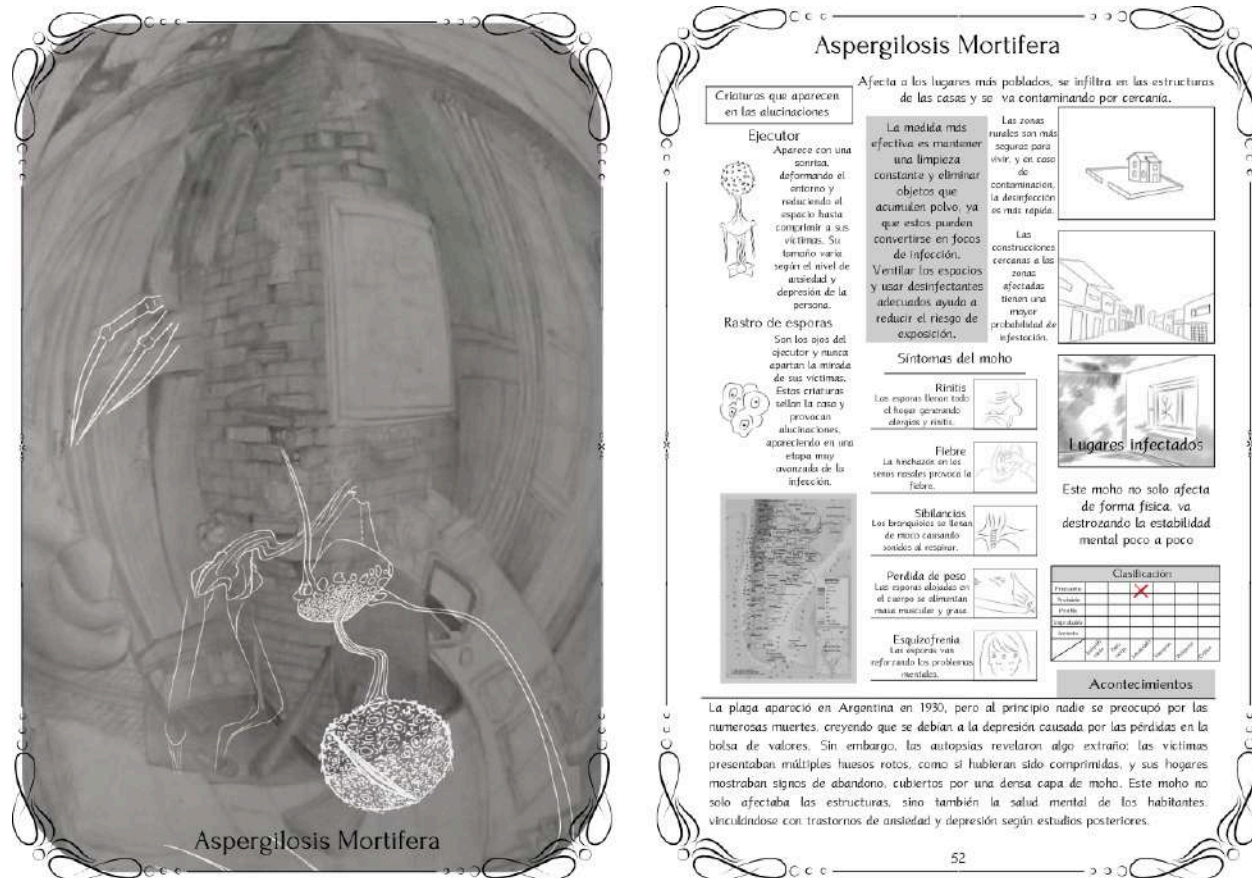 Aspergilosis Mortifera
Aspergilosis Mortifera
Afecta a los lugares más poblados, se infiltra en las estructuras
de las casas y se va contaminando por cercanía.
Criaturas que aparecen
en las alucinaciones
Ejecutor
Aparece con una
sonrisa,
deformando el
entorno y
reduciendo el
espacio hasta
comprimir a sus
víctimas. Su
tamaño varía
según el nivel de
ansiedad y
depresión de la
persona.
Rastro de esporas
Son los ojos del
ejecutor y nunca
apartan la mirada
de sus víctimas.
Estas criaturas
sellan la casa y
provocan
alucinaciones,
apareciendo en una
etapa muy
avanzada de la
infección.
La medida más
efectiva es mantener
una limpieza
constante y eliminar
objetos que
acumulen polvo, ya
que estos pueden
convertirse en focos
de infección.
Ventilar los espacios
y usar desinfectantes
adecuados ayuda a
reducir el riesgo de
exposición.
Las zonas
rurales son más
seguras para
vivir, y en caso
de
contaminación,
la desinfección
es más rápida.
Las
construcciones
cercanas a las
zonas
afectadas
tienen una
mayor
probabilidad de
infestación.
Síntomas del moho
Rinitis
Las esporas llenan todo
el hogar generando
alergias y rinitis.
Fiebre
La hinchazón en los
senos nasales provoca la
fiebre.
Sibilancias
Los bronquiolos se llenan
de moco causando
sonidos al respirar.
Perdida de peso
Las esporas alojadas en
el cuerpo se alimentan
masa muscular y grasa.
Esquizofrenia
Las esporas van
reforzando los problemas
mentales.
Lugares infectados
Este moho no solo afecta
de forma física, va
destrozando la estabilidad
mental poco a poco
Clasificación
Acontecimientos
La plaga apareció en Argentina en 1930, pero al principio nadie se preocupó por las
numerosas muertes, creyendo que se debían a la depresión causada por las pérdidas en la
bolsa de valores. Sin embargo, las autopsias revelaron algo extraño: las víctimas
presentaban múltiples huesos rotos, como si hubieran sido comprimidas, y sus hogares
mostraban signos de abandono, cubiertos por una densa capa de moho. Este moho no
solo afectaba las estructuras, sino también la salud mental de los habitantes,
vinculándose con trastornos de ansiedad y depresión según estudios posteriores.
52